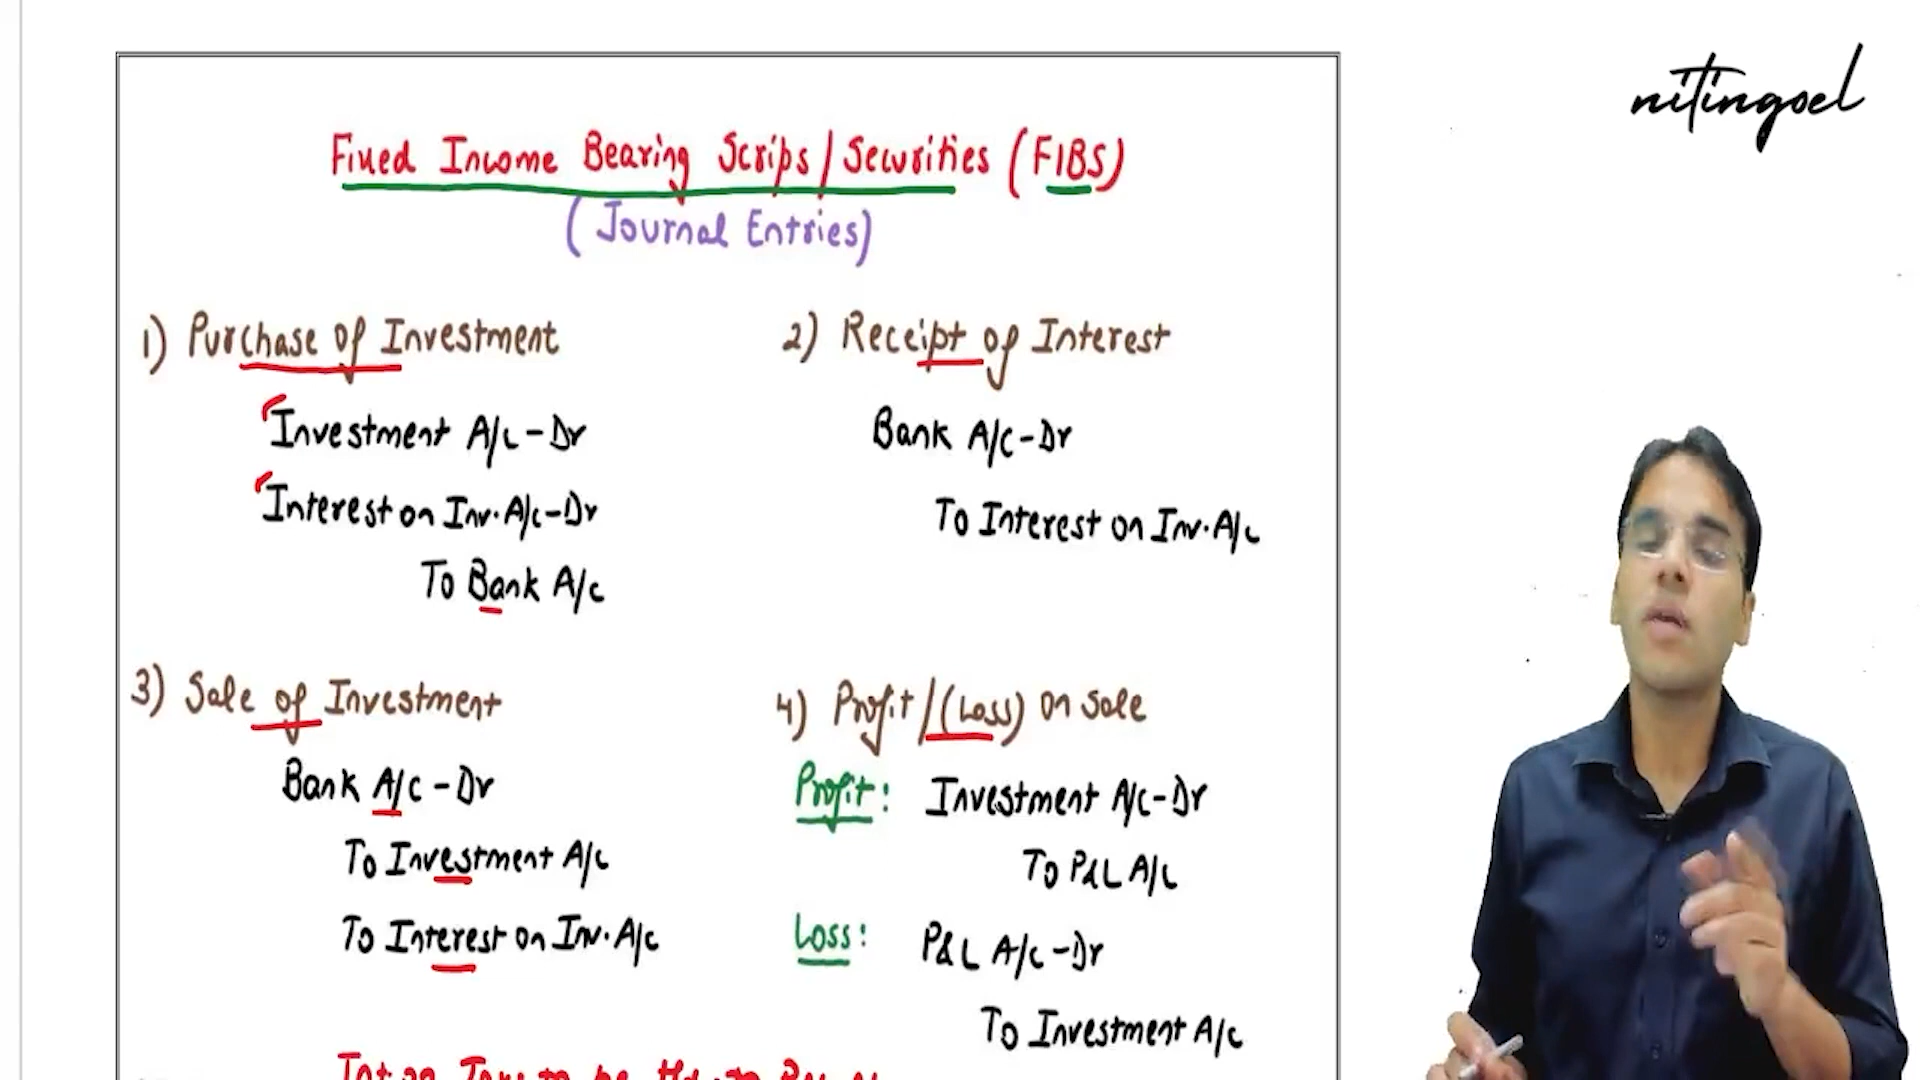 nitingoel
Fixed Income Bearing Scrips/Securities (FIBS)
(Journal Entries)
1) Purchase of Investment
Investment A/c-Dr
Interest on Inv. A/c-Dr
To Bank A/c
2) Receipt of Interest
Bank A/c-Dr
To Interest on Inv. A/c
3) Sale of Investment
Bank A/c-Dr
To Investment A/c
To Interest on Inv. A/c
4) Profit/(Loss) on Sale
Profit: Investment A/c-Dr
To P&L A/c
Loss: P&L A/c-Dr
To Investment A/c